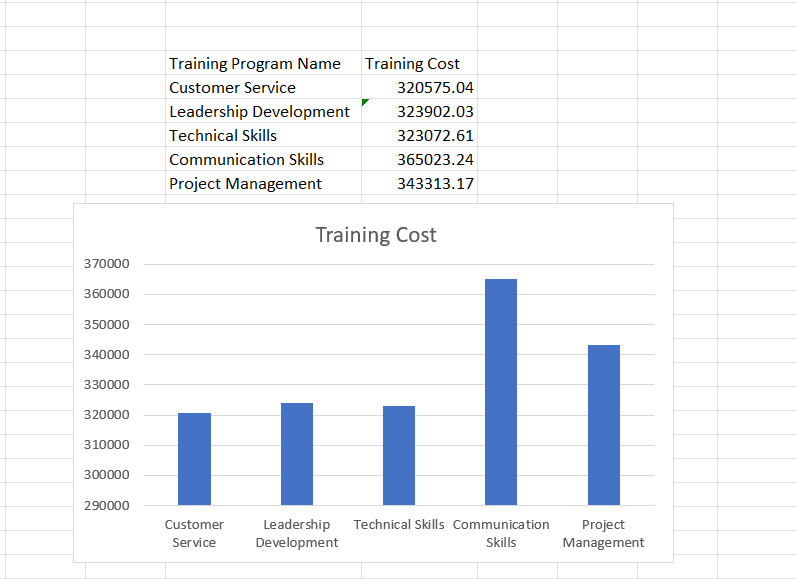 Training Program Name Training Cost
Customer Service 320575.04
Leadership Development 323902.03
Technical Skills 323072.61
Communication Skills 365023.24
Project Management 343313.17
Training Cost
370000
360000
350000
340000
330000
320000
310000
300000
290000
Customer Leadership Technical Skills Communication Project
Service Development Skills Management